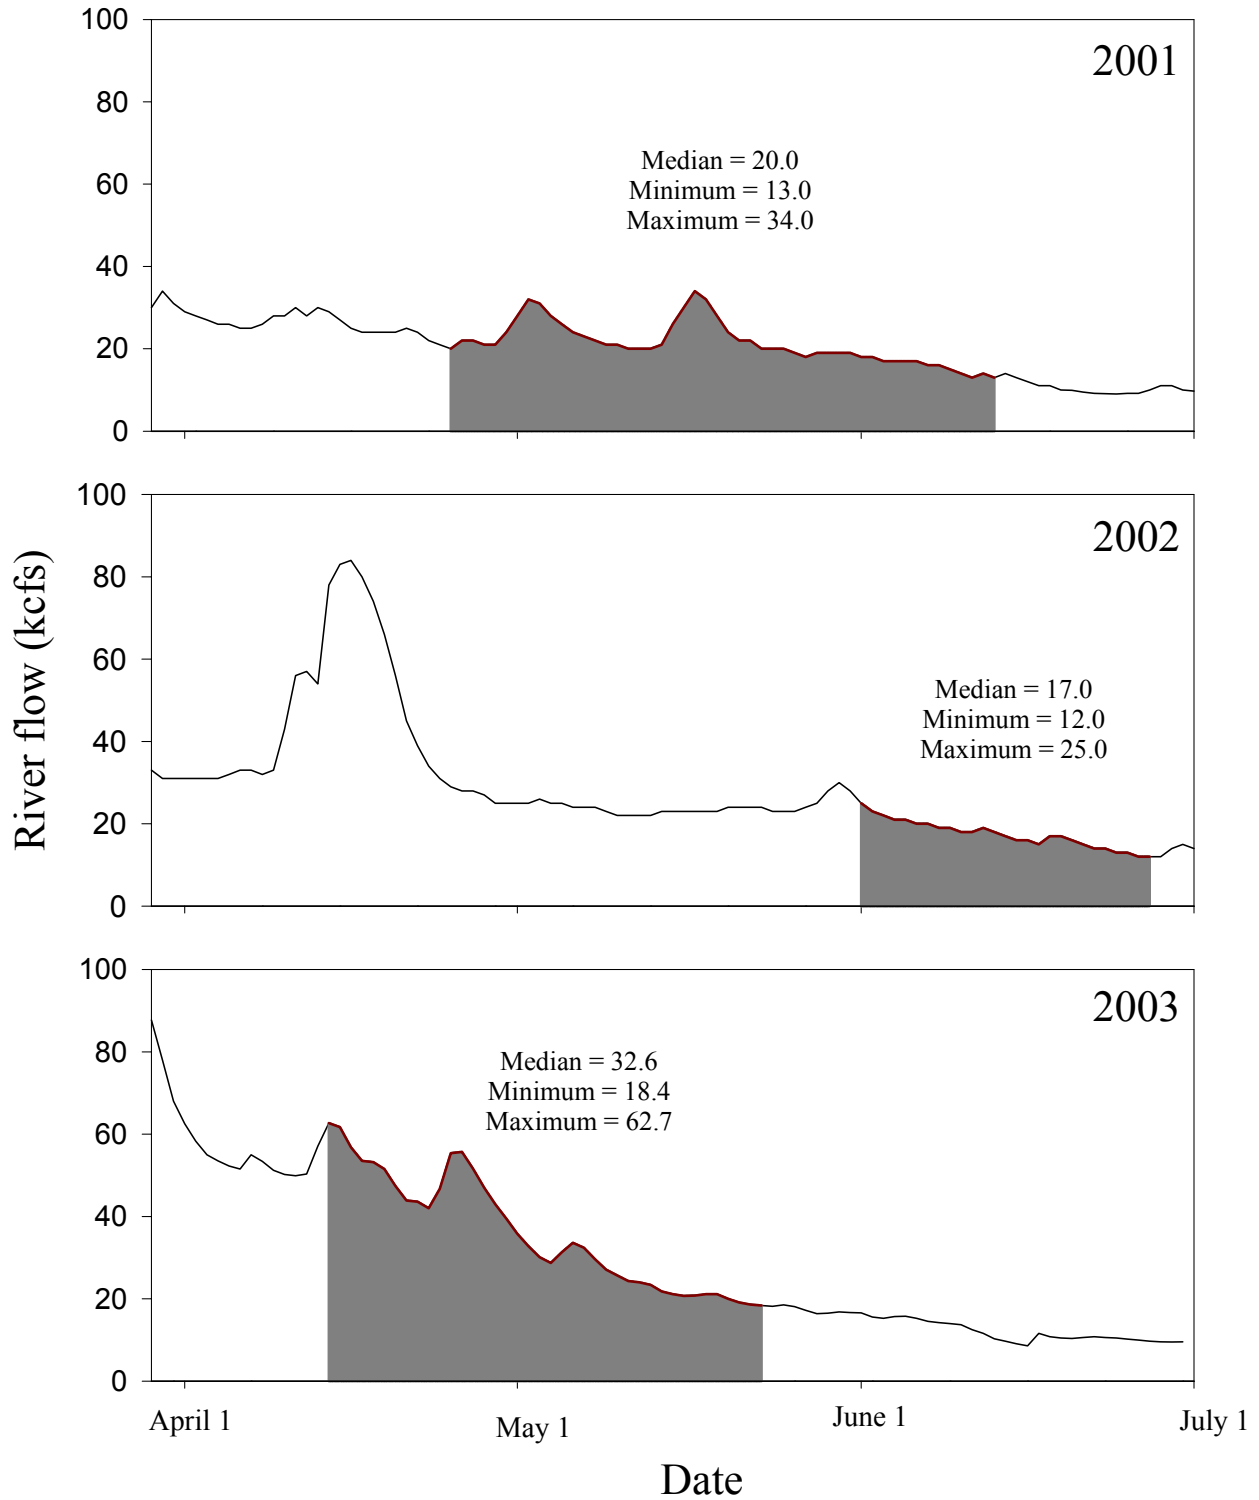 100
2001
80
Median = 20.0
60
Minimum = 13.0
Maximum = 34.0
40
20
0
River flow (kcfs)
100
2002
80
60
Median = 17.0
Minimum = 12.0
Maximum = 25.0
40
20
0
100
2003
80
Median = 32.6
Minimum = 18.4
Maximum = 62.7
60
40
20
0
April 1
May 1
June 1
July 1
Date